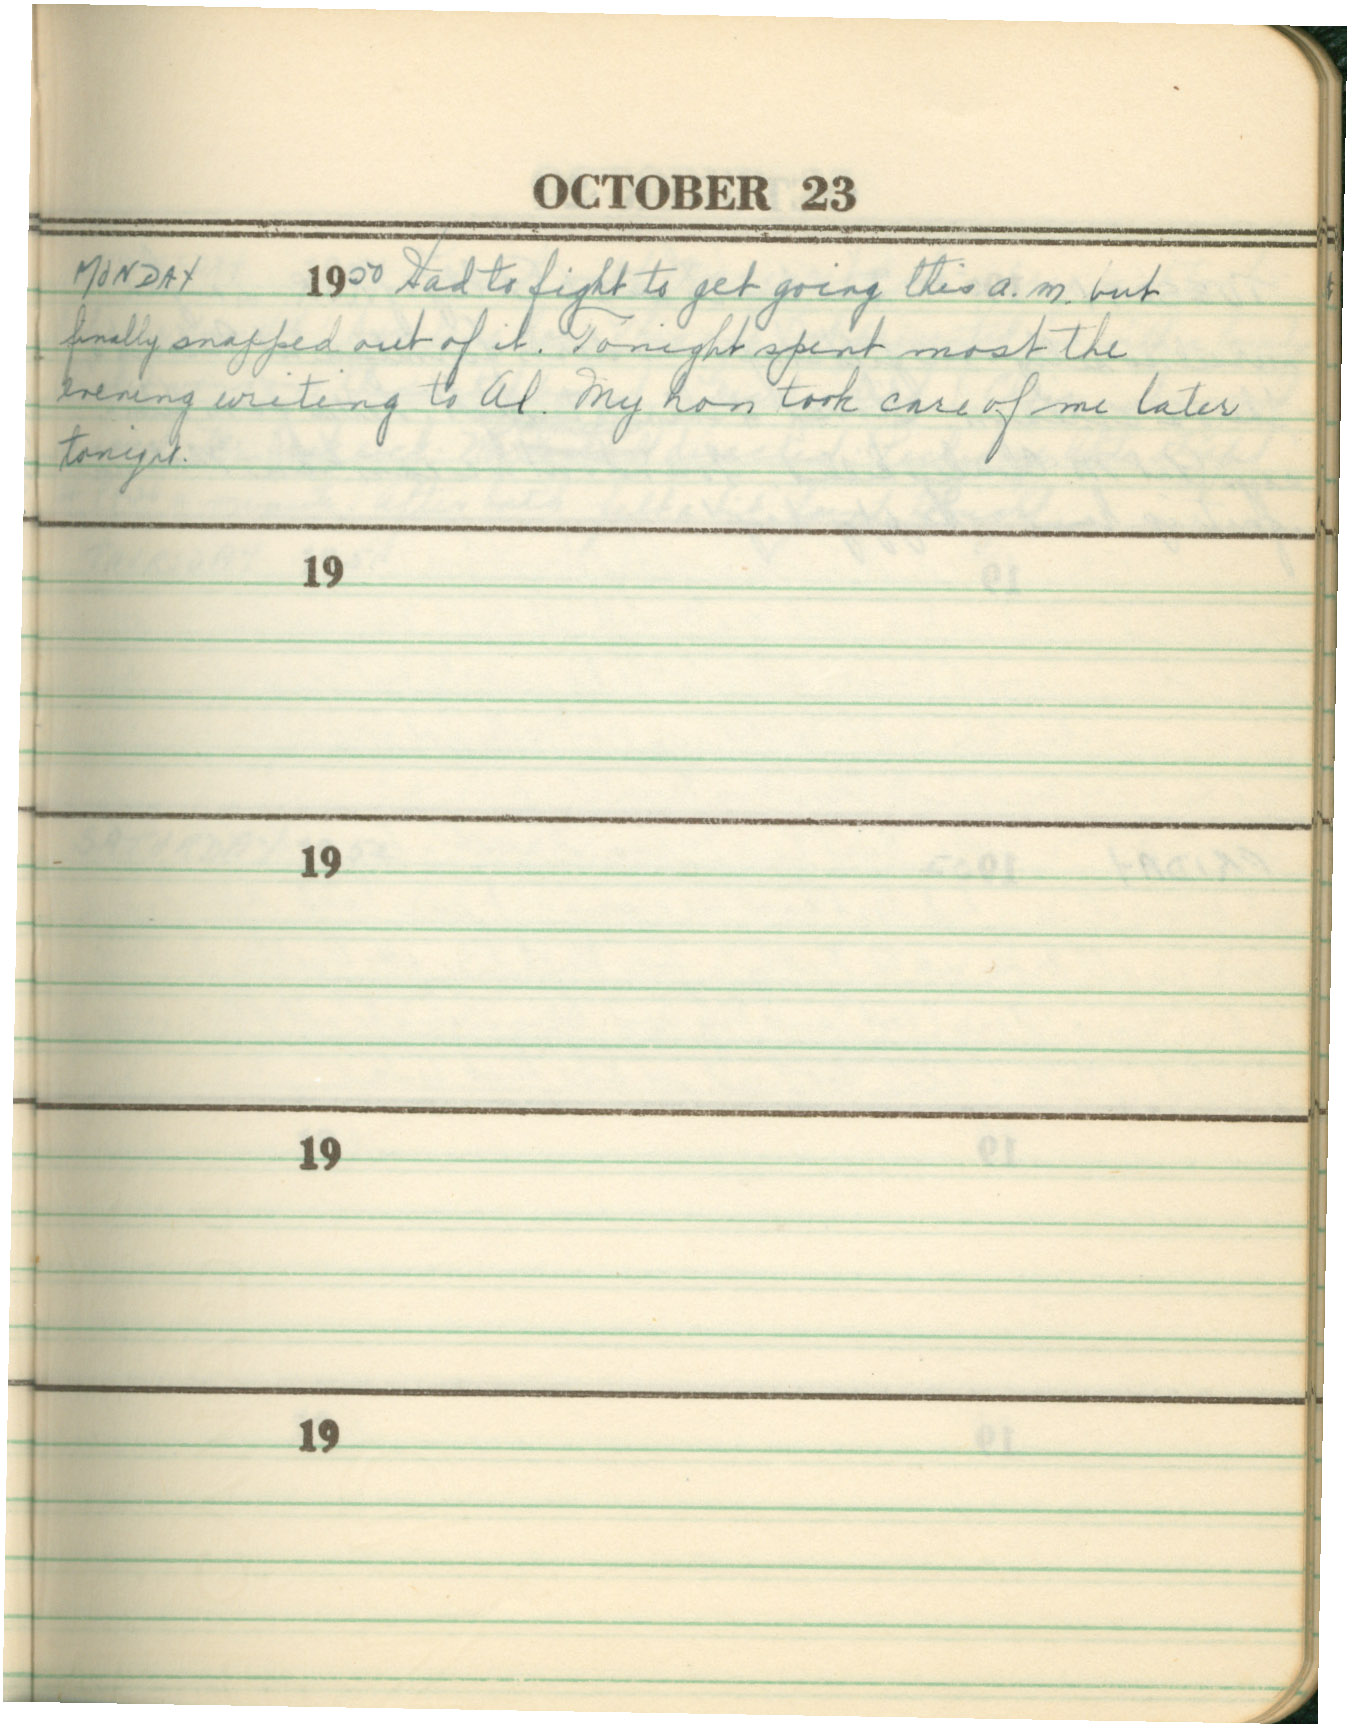 OCTOBER 23
MONDAY 1950 Had to fight to get going this a.m. but
finally snapped out of it. Tonight spent most the
evening writing to Al. My hon took care of me later
tonight.
19
19
19
19